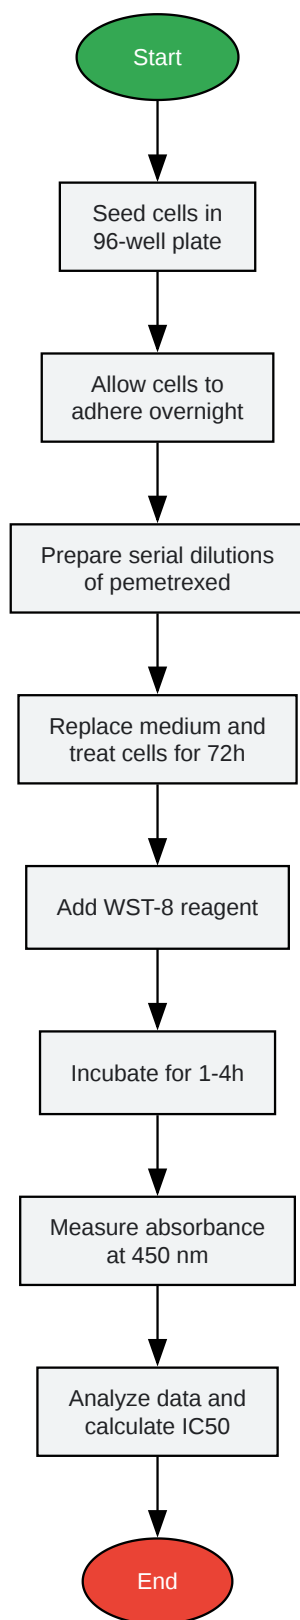 Start
Seed cells in
96-well plate
Allow cells to
adhere overnight
Prepare serial dilutions
of pemetrexed
Replace medium and
treat cells for 72h
Add WST-8 reagent
Incubate for 1-4h
Measure absorbance
at 450 nm
Analyze data and
calculate IC50
End